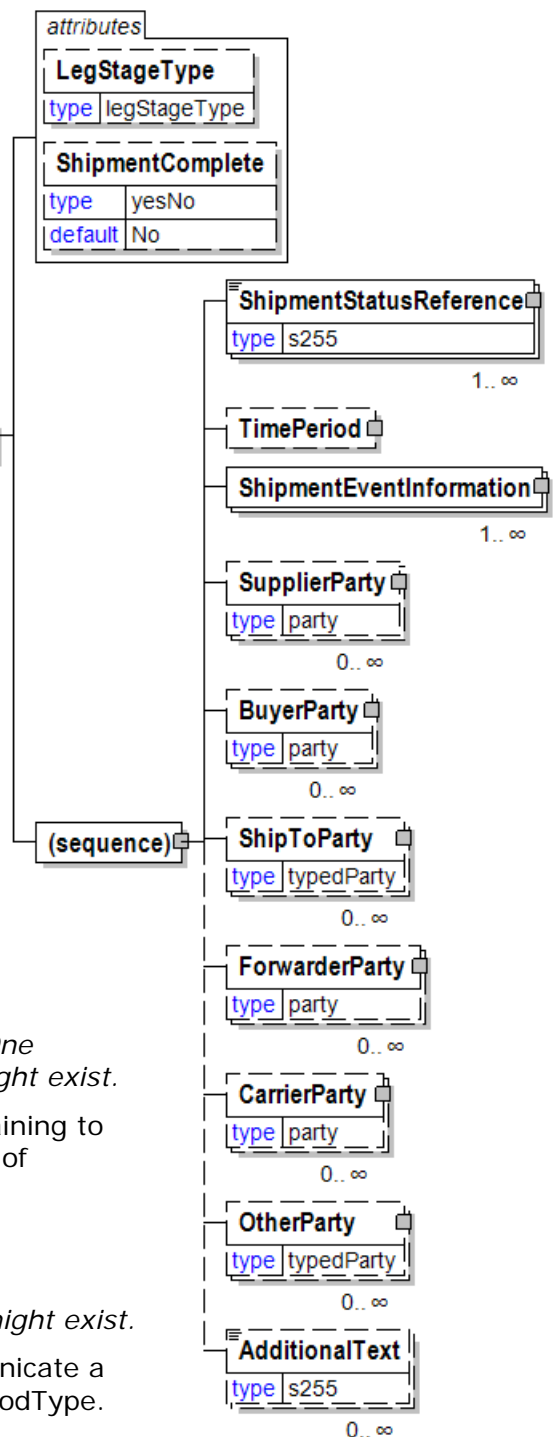 attributes
LegStageType
type legStageType
ShipmentComplete
type yesNo
default No
ShipmentStatusReference
type s255
1.. ∞
TimePeriod
ShipmentEventInformation
1.. ∞
SupplierParty
type party
0.. ∞
BuyerParty
type party
0.. ∞
(sequence)
ShipToParty
type typedParty
0.. ∞
ForwarderParty
type party
0.. ∞
CarrierParty
type party
0.. ∞
OtherParty
type typedParty
0.. ∞
AdditionalText
type s255
0.. ∞
ght exist.
ining to
of
night exist.
nicate a
odType.